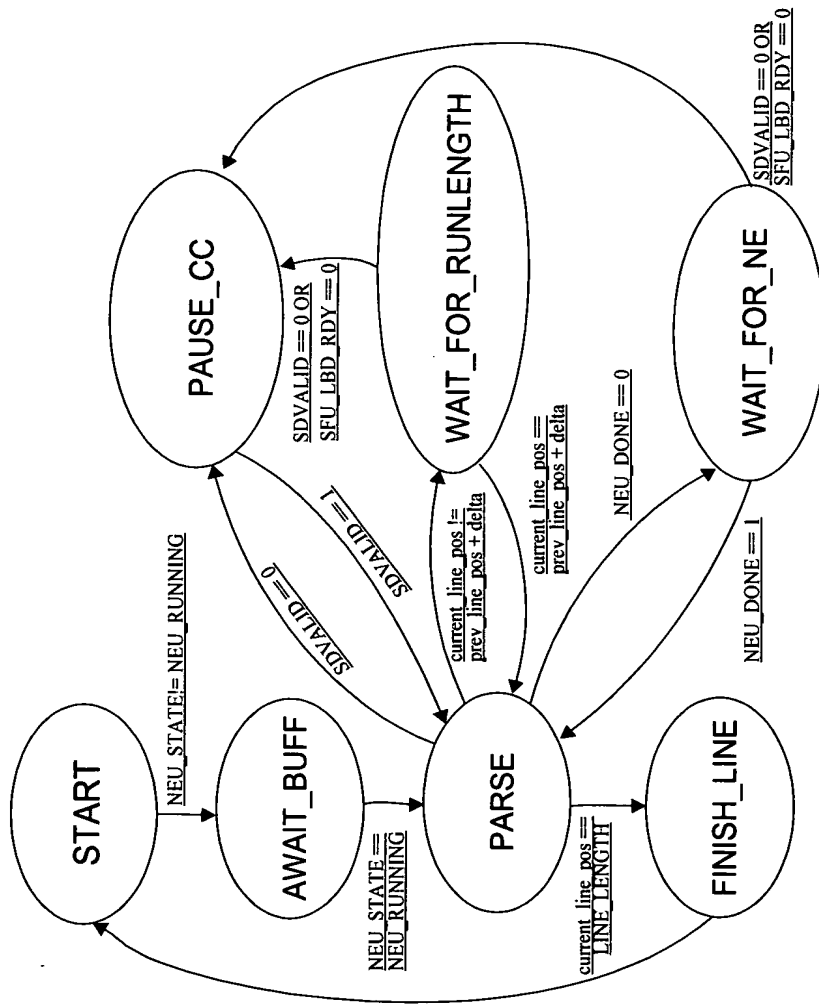 START
NEU_STATE!= NEU_RUNNING
AWAIT_BUFF
NEU_STATE ==
NEU_RUNNING
PARSE
current_line_pos ==
LINE_LENGTH
FINISH_LINE
SDVALID == 0
SDVALID == 1
current_line_pos !=
prev_line_pos + delta
current_line_pos ==
prev_line_pos + delta
NEU_DONE == 0
NEU_DONE == 1
PAUSE_CC
SDVALID == 0 OR
SFU_LBD_RDY == 0
WAIT_FOR_RUNLENGTH
WAIT_FOR_NE
SDVALID == 0 OR
SFU_LBD_RDY == 0